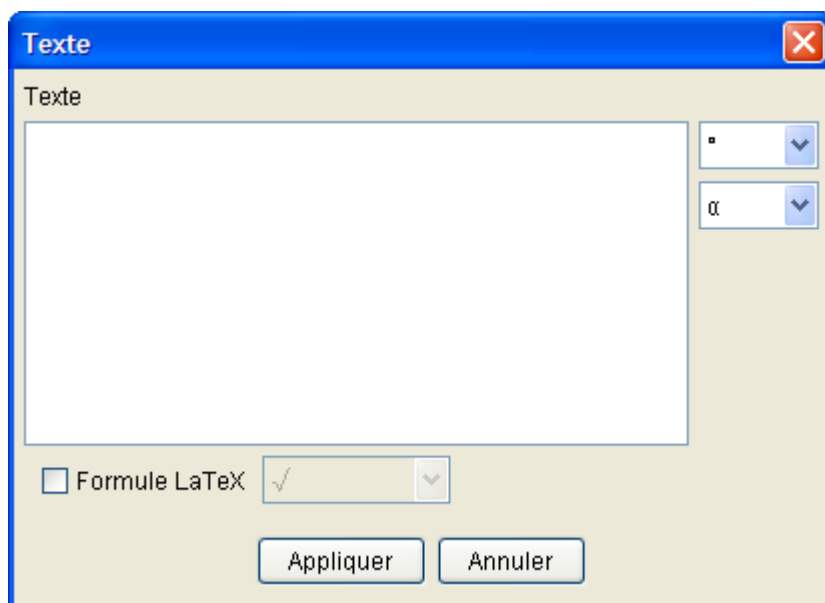 Texte
Texte
°
α
Formule LaTeX √
Appliquer Annuler